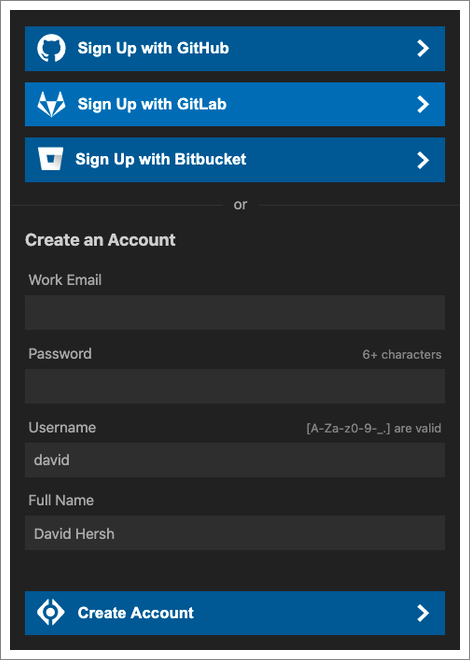 Sign Up with GitHub
Sign Up with GitLab
Sign Up with Bitbucket
or
Create an Account
Work Email
Password 6+ characters
Username [A-Za-z0-9-_.] are valid
david
Full Name
David Hersh
Create Account